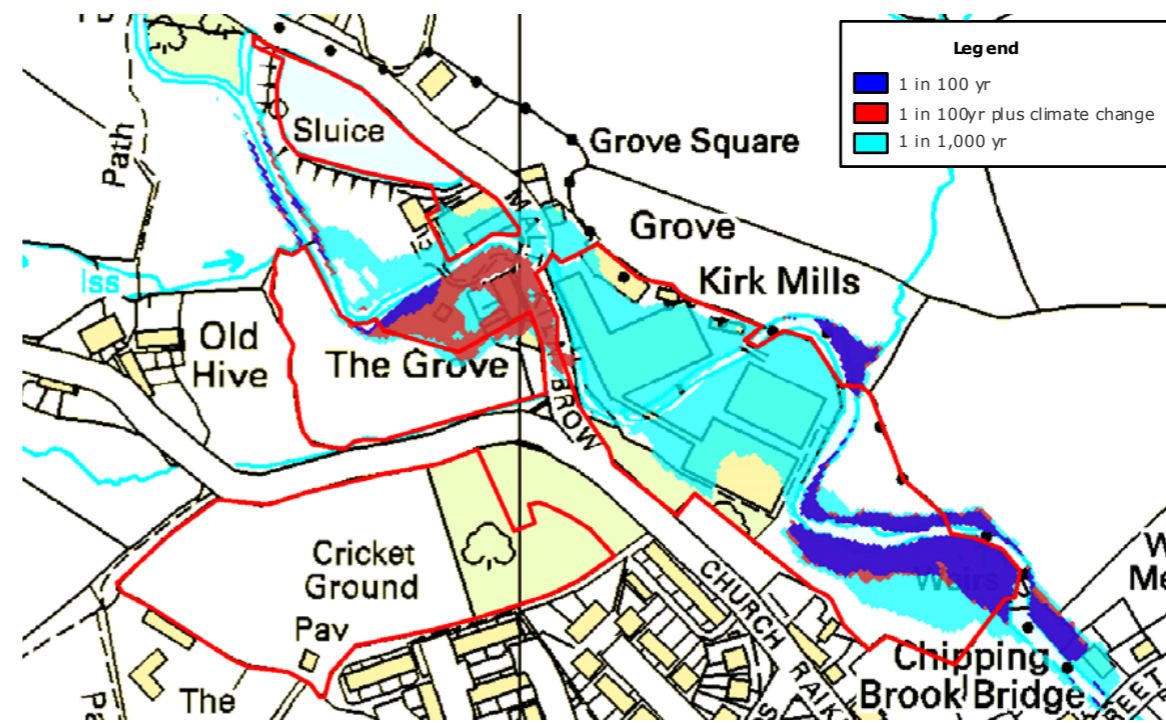 Legend
1 in 100 yr
1 in 100yr plus climate change
1 in 1,000 yr
Path
Sluice
Grove Square
Grove
Kirk Mills
Iss
Old
Hive
The Grove
BROW
Cricket
Ground
Pav
The
CHURCH RAIKE
Weirs
W
Me
Chipping
Brook Bridge